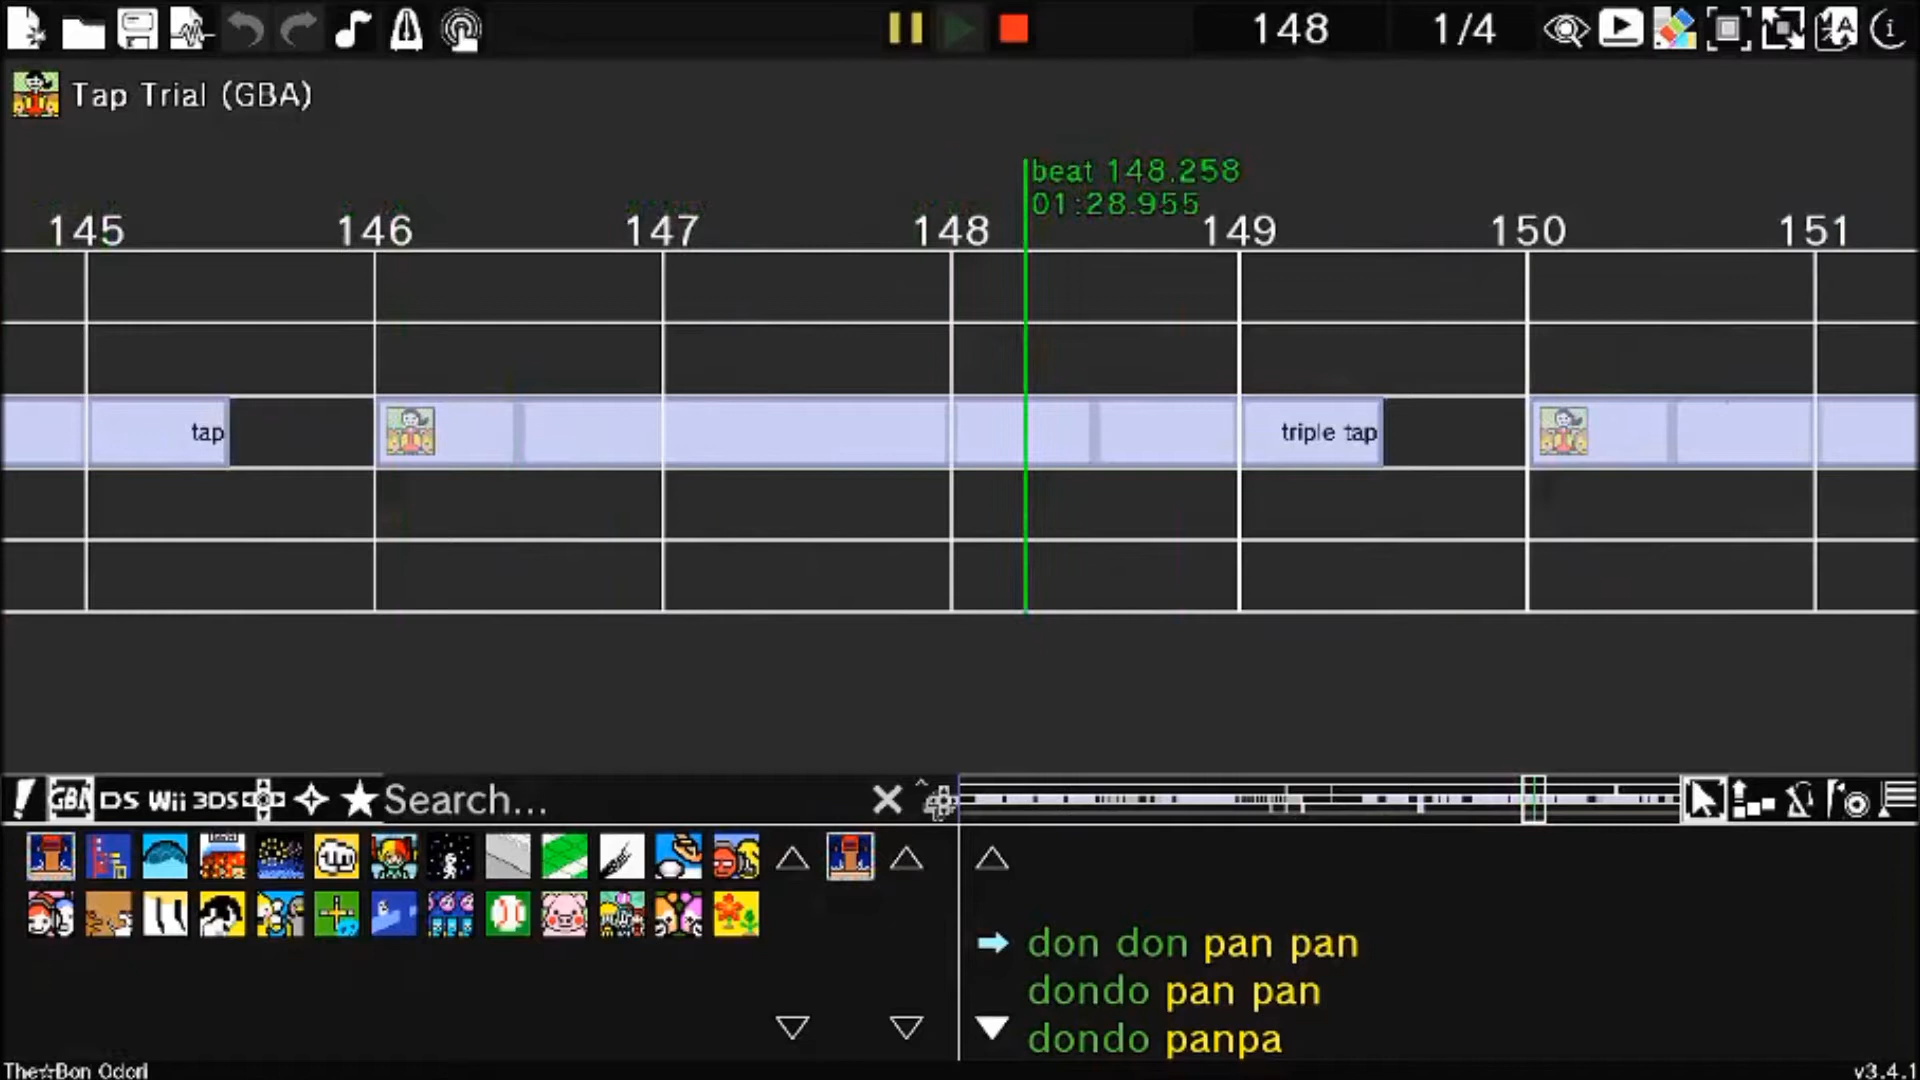 148
1/4
Tap Trial (GBA)
beat 148.258
01:28.955
145 146 147 148 149 150 151
tap
triple tap
GBA DS Wii 3DS Search...
don don pan pan
dondo pan pan
dondo panpa
The☆Bon Odori
v3.4.1